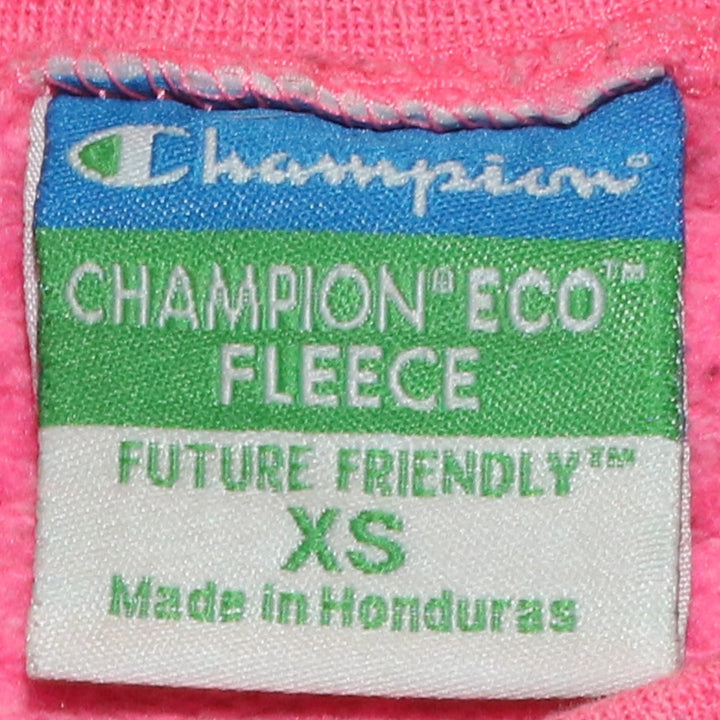 Champion®
CHAMPION® ECO™
FLEECE
FUTURE FRIENDLY™
XS
Made in Honduras